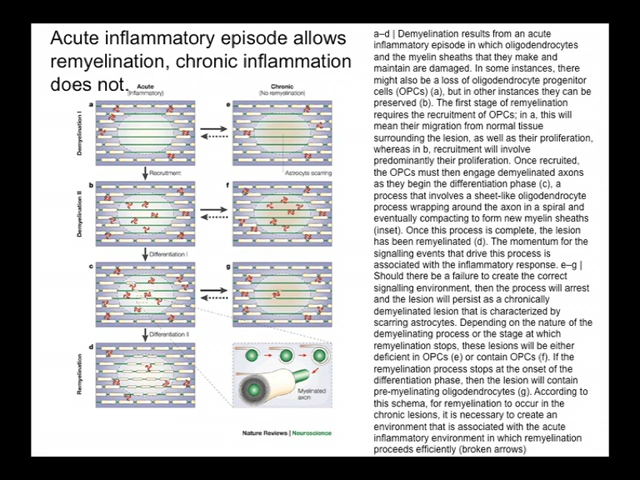 Acute inflammatory episode allows
remyelination, chronic inflammation
does not.
Acute
(Inflammatory)
Chronic
(No remyelination)
a
e
Demyelination I
Recruitment
Astrocyte scarring
b
f
Demyelination II
Differentiation I
c
g
Differentiation II
d
Remyelination
Myelinated
axon
Nature Reviews | Neuroscience
a–d | Demyelination results from an acute
inflammatory episode in which oligodendrocytes
and the myelin sheaths that they make and
maintain are damaged. In some instances, there
might also be a loss of oligodendrocyte progenitor
cells (OPCs) (a), but in other instances they can be
preserved (b). The first stage of remyelination
requires the recruitment of OPCs; in a, this will
mean their migration from normal tissue
surrounding the lesion, as well as their proliferation,
whereas in b, recruitment will involve
predominantly their proliferation. Once recruited,
the OPCs must then engage demyelinated axons
as they begin the differentiation phase (c), a
process that involves a sheet-like oligodendrocyte
process wrapping around the axon in a spiral and
eventually compacting to form new myelin sheaths
(inset). Once this process is complete, the lesion
has been remyelinated (d). The momentum for the
signalling events that drive this process is
associated with the inflammatory response. e–g |
Should there be a failure to create the correct
signalling environment, then the process will arrest
and the lesion will persist as a chronically
demyelinated lesion that is characterized by
scarring astrocytes. Depending on the nature of the
demyelinating process or the stage at which
remyelination stops, these lesions will be either
deficient in OPCs (e) or contain OPCs (f). If the
remyelination process stops at the onset of the
differentiation phase, then the lesion will contain
pre-myelinating oligodendrocytes (g). According to
this schema, for remyelination to occur in the
chronic lesions, it is necessary to create an
environment that is associated with the acute
inflammatory environment in which remyelination
proceeds efficiently (broken arrows)